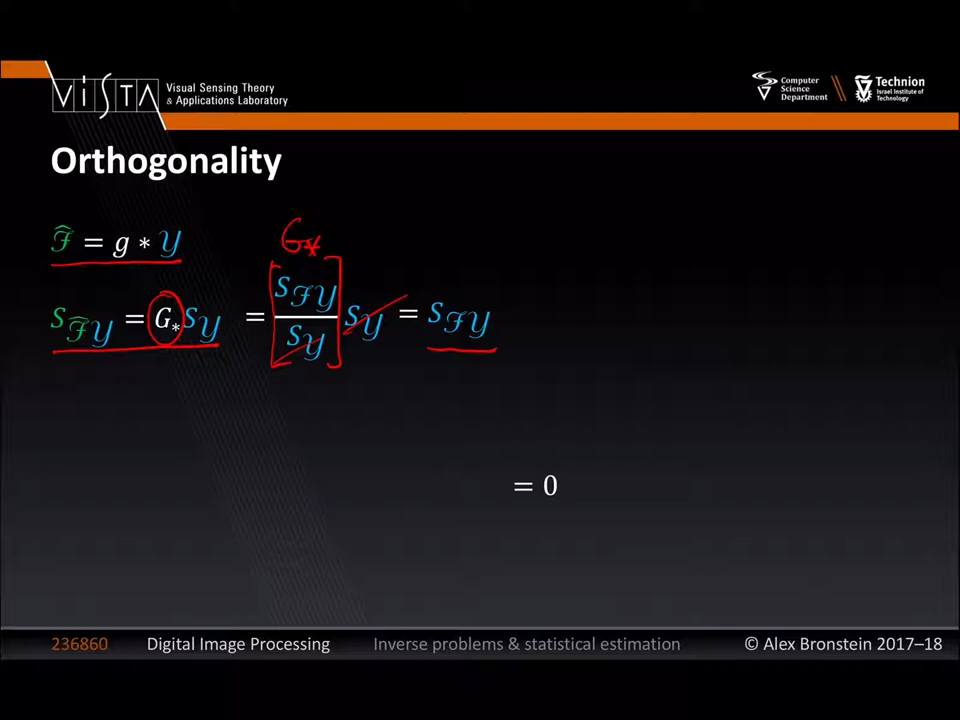 VISTA Visual Sensing Theory & Applications Laboratory
Computer Science Department
Technion Israel Institute of Technology
Orthogonality
G*
ℱ̂ = g ∗ 𝒴
S_ℱ̂𝒴 = G∗ S_𝒴 = [S_ℱ𝒴 / S_𝒴] S_𝒴 = S_ℱ𝒴
= 0
236860 Digital Image Processing Inverse problems & statistical estimation © Alex Bronstein 2017–18